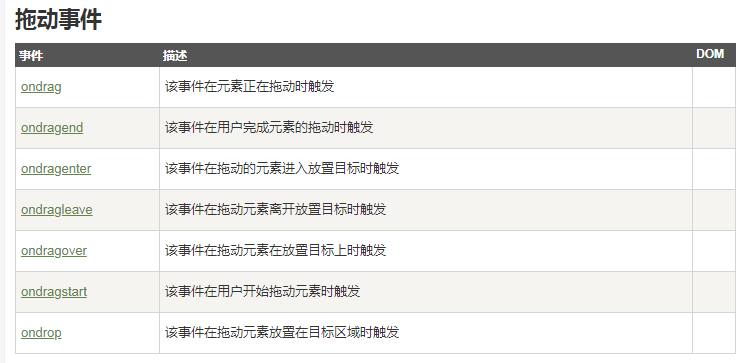 拖动事件
事件 描述 DOM
ondrag 该事件在元素正在拖动时触发
ondragend 该事件在用户完成元素的拖动时触发
ondragenter 该事件在拖动的元素进入放置目标时触发
ondragleave 该事件在拖动元素离开放置目标时触发
ondragover 该事件在拖动元素在放置目标上时触发
ondragstart 该事件在用户开始拖动元素时触发
ondrop 该事件在拖动元素放置在目标区域时触发